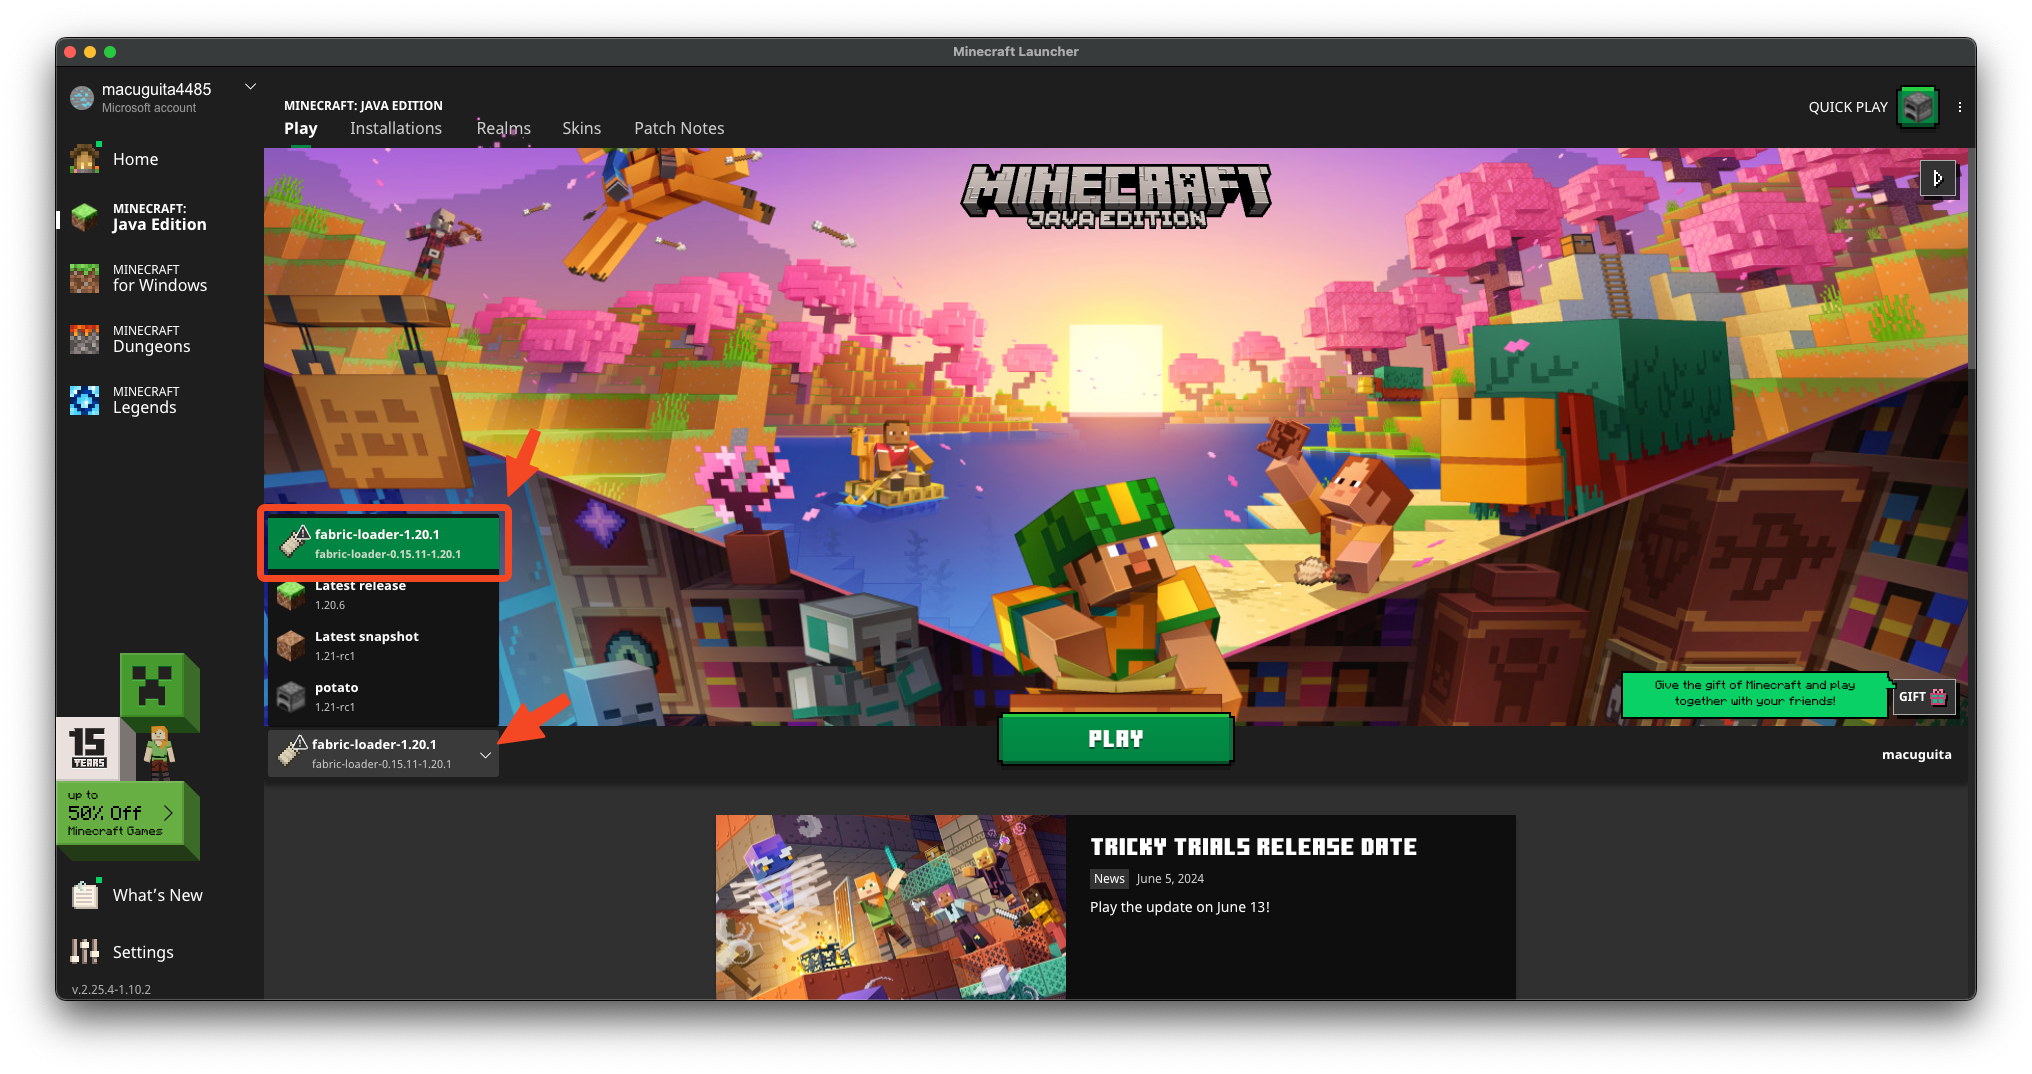 Minecraft Launcher
macuguita4485
Microsoft account
MINECRAFT: JAVA EDITION
Play
Installations
Realms
Skins
Patch Notes
QUICK PLAY
Home
MINECRAFT:
Java Edition
MINECRAFT
for Windows
MINECRAFT
Dungeons
MINECRAFT
Legends
MINECRAFT
JAVA EDITION
fabric-loader-1.20.1
fabric-loader-0.15.11-1.20.1
Latest release
1.20.6
Latest snapshot
1.21-rc1
potato
1.21-rc1
fabric-loader-1.20.1
fabric-loader-0.15.11-1.20.1
PLAY
Give the gift of Minecraft and play
together with your friends!
GIFT
macuguita
15
YEARS
up to
50% Off
Minecraft Games
What's New
Settings
v.2.25.4-1.10.2
TRICKY TRIALS RELEASE DATE
News
June 5, 2024
Play the update on June 13!